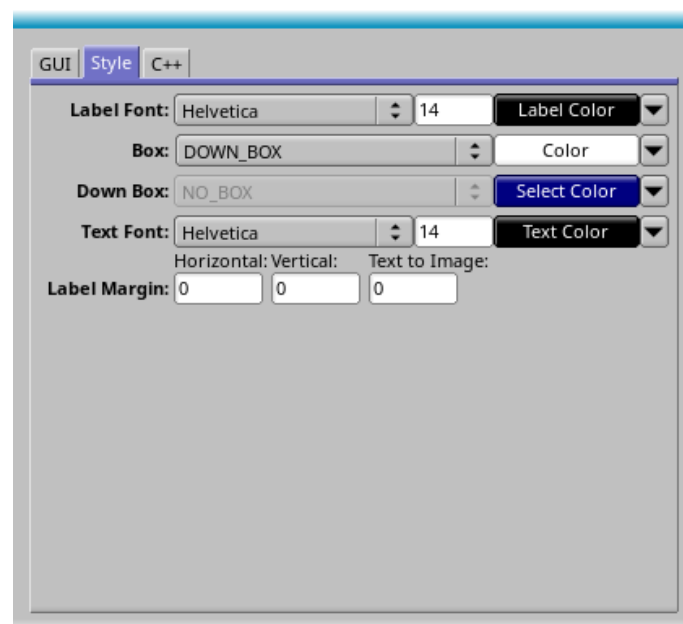 GUI Style C++
Label Font: Helvetica 14 Label Color
Box: DOWN_BOX Color
Down Box: NO_BOX Select Color
Text Font: Helvetica 14 Text Color
Horizontal: Vertical: Text to Image:
Label Margin: 0 0 0